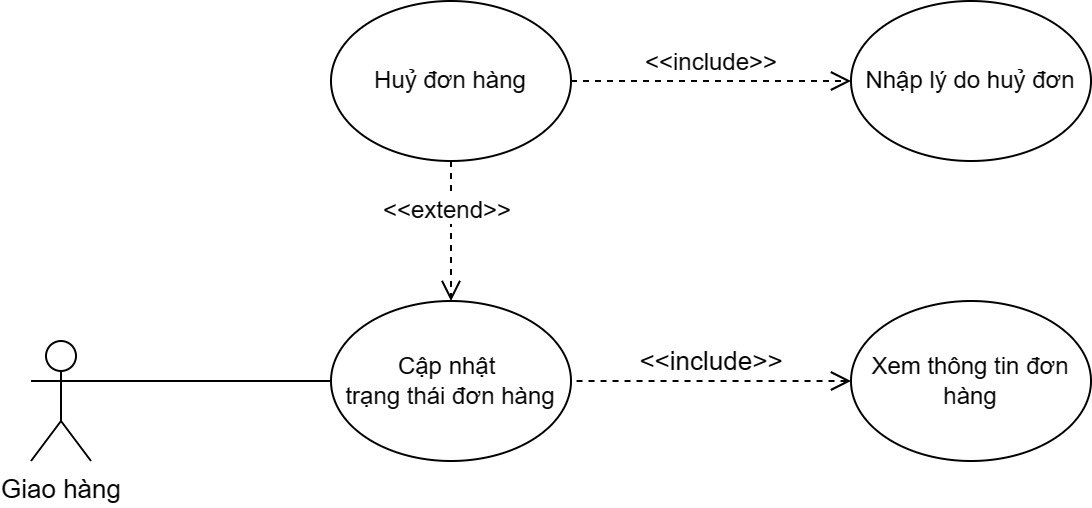 Huỷ đơn hàng
<<include>>
Nhập lý do huỷ đơn
<<extend>>
Cập nhật
trạng thái đơn hàng
<<include>>
Xem thông tin đơn
hàng
Giao hàng